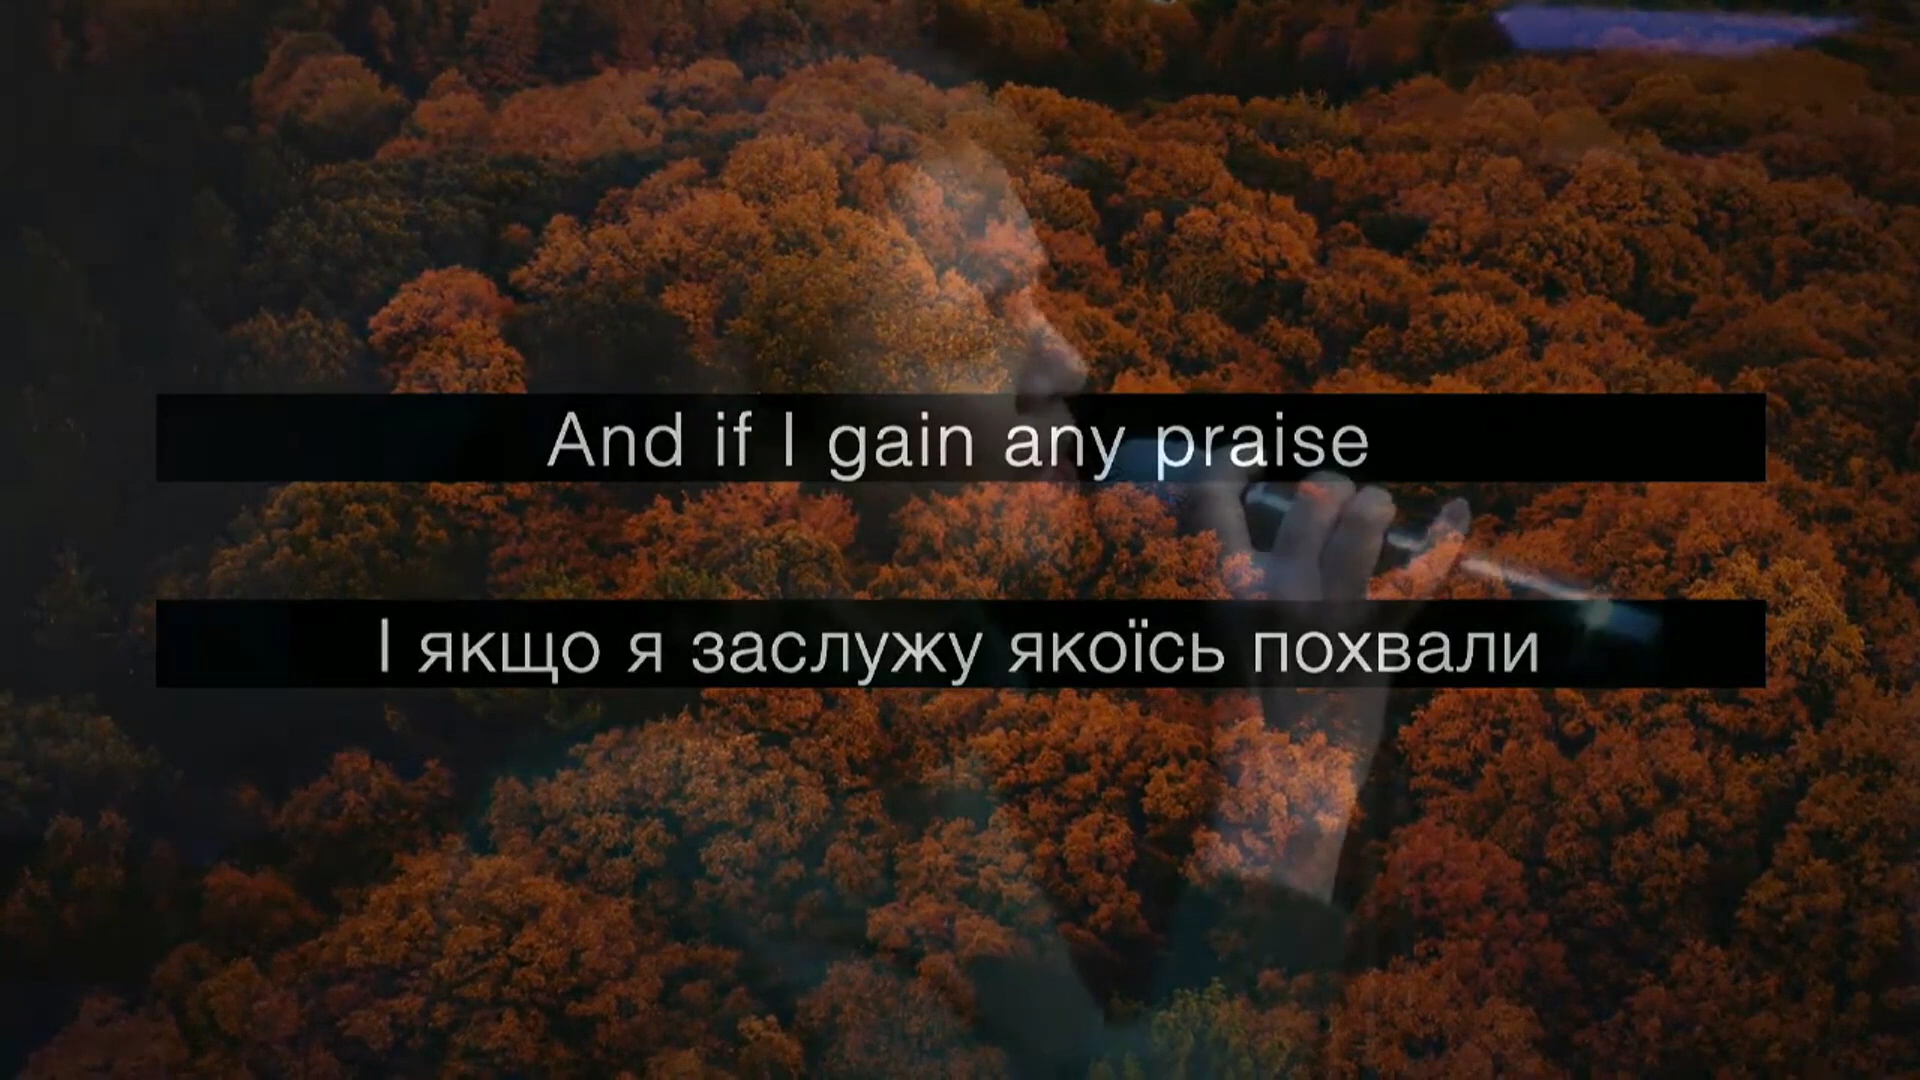 And if I gain any praise
І якщо я заслужу якоїсь похвали